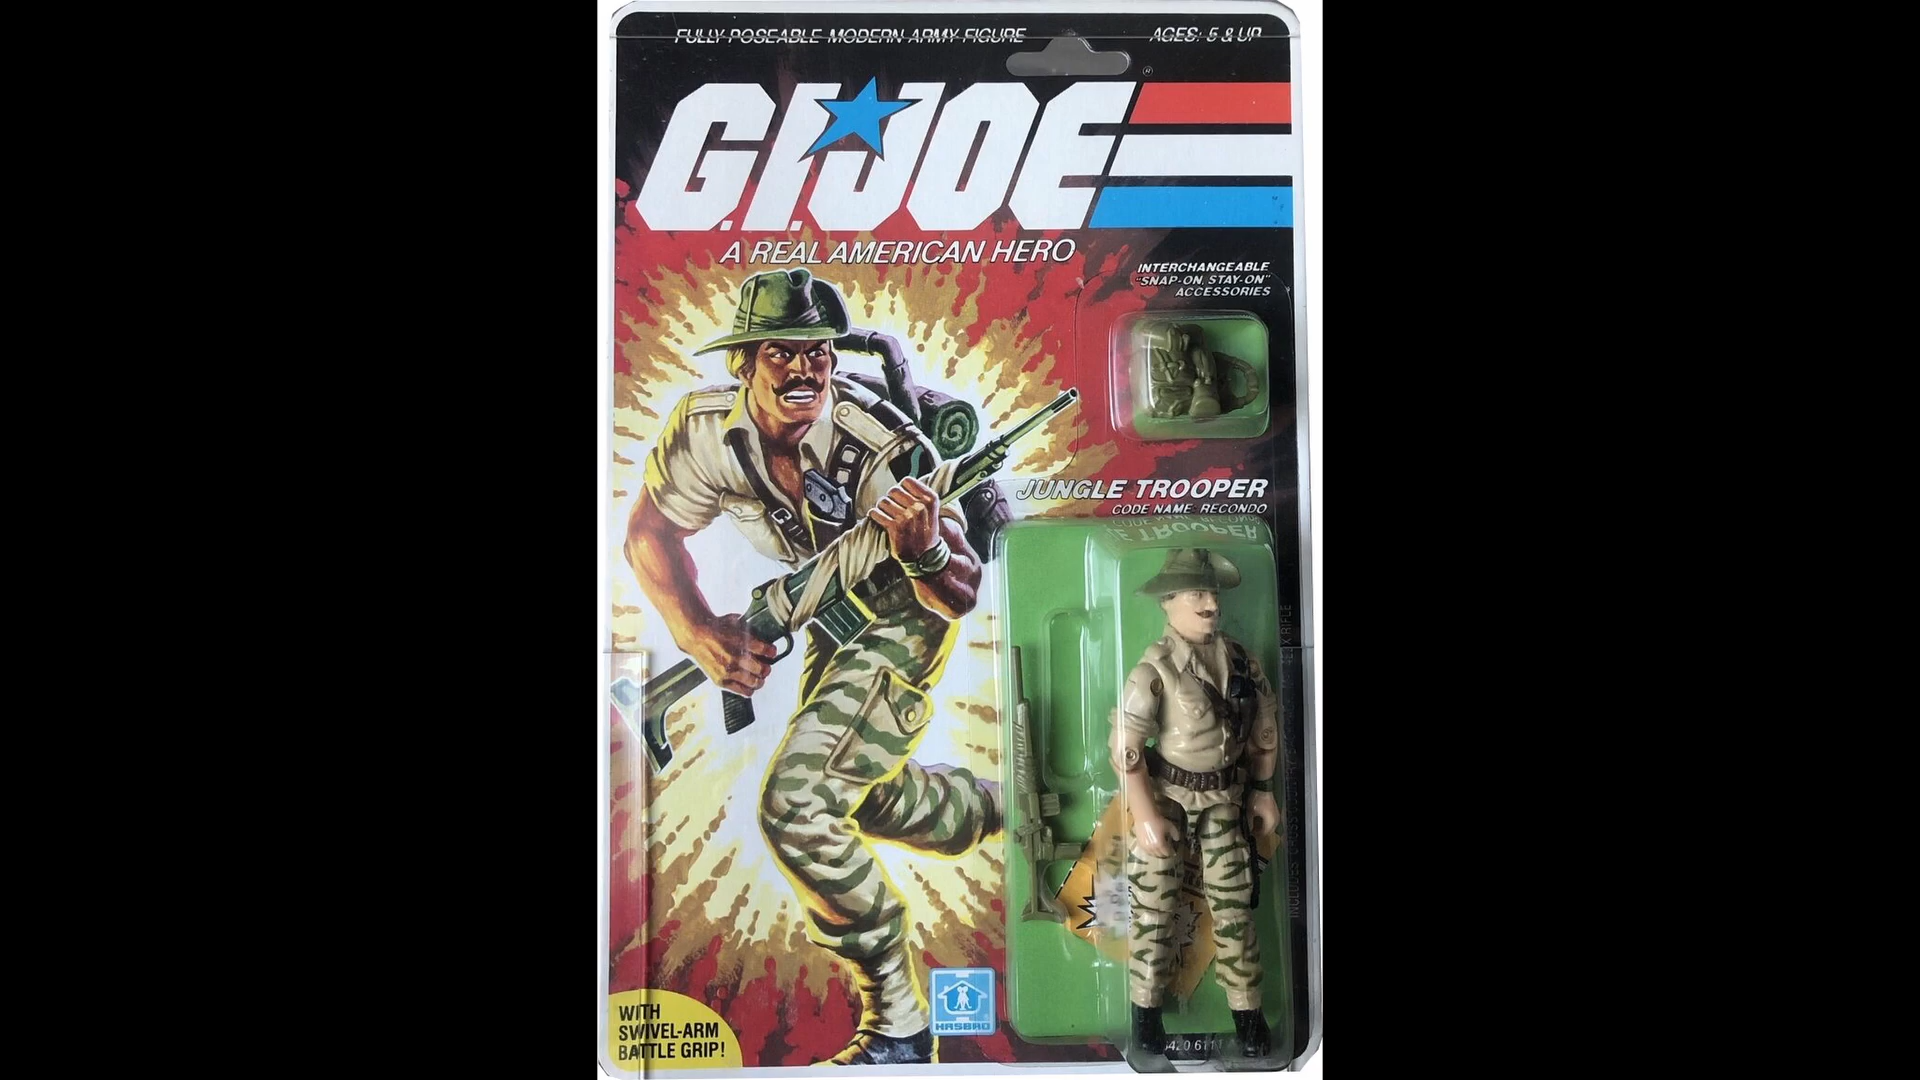 FULLY POSEABLE MODERN ARMY FIGURE
AGES: 5 & UP
G.I. JOE ®
A REAL AMERICAN HERO
INTERCHANGEABLE
"SNAP-ON, STAY-ON"
ACCESSORIES
JUNGLE TROOPER
CODE NAME: RECONDO
HASBRO
WITH
SWIVEL-ARM
BATTLE GRIP!